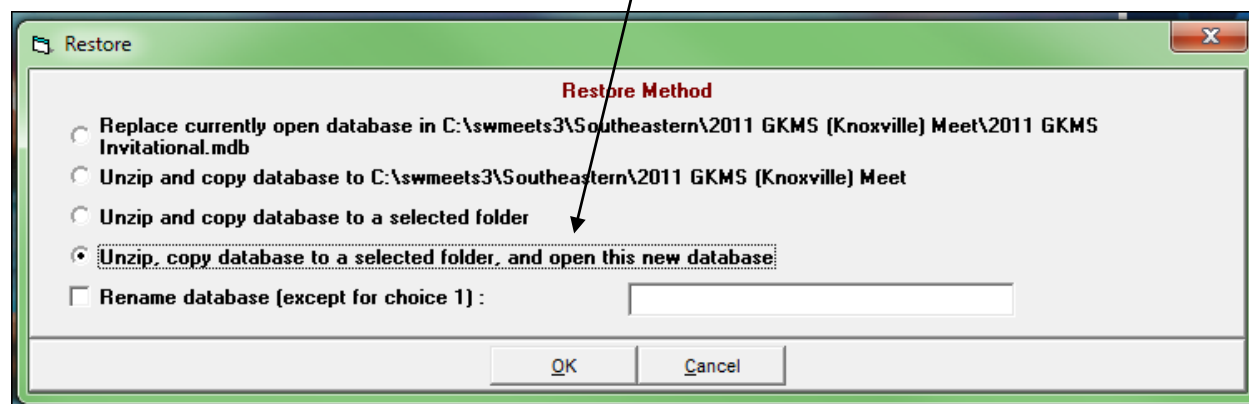 Restore
Restore Method
Replace currently open database in C:\swmeets3\Southeastern\2011 GKMS (Knoxville) Meet\2011 GKMS
Invitational.mdb
Unzip and copy database to C:\swmeets3\Southeastern\2011 GKMS (Knoxville) Meet
Unzip and copy database to a selected folder
Unzip, copy database to a selected folder, and open this new database
Rename database (except for choice 1) :
OK Cancel